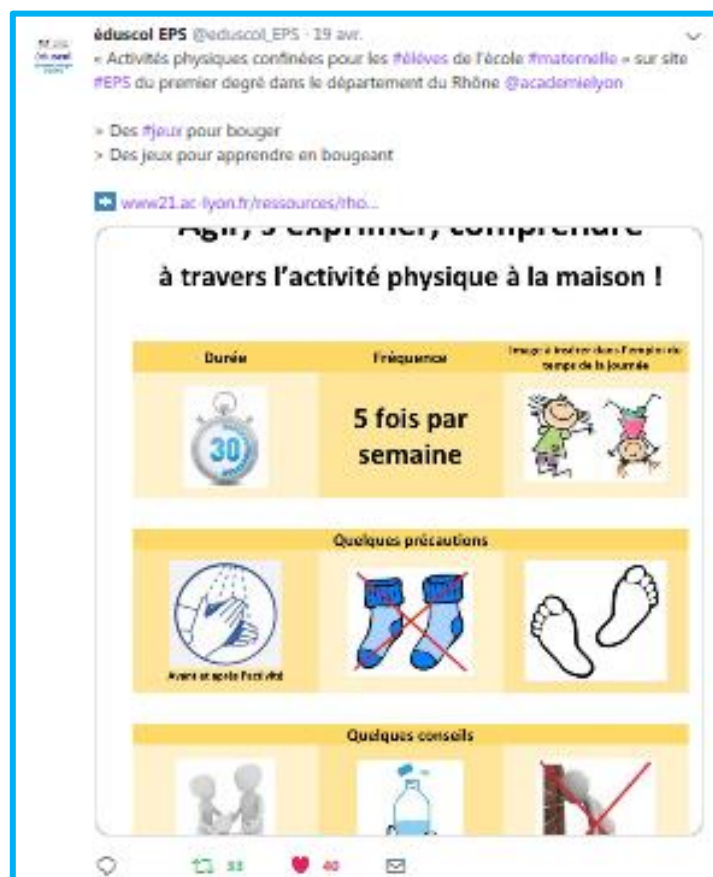 éduscol EPS @eduscol_EPS · 19 avr.
« Activités physiques confinées pour les #élèves de l'école #maternelle » sur site
#EPS du premier degré dans le département du Rhône @academielyon
> Des #jeux pour bouger
> Des jeux pour apprendre en bougeant
www21.ac-lyon.fr/ressources/rho...
Agir, s'exprimer, comprendre
à travers l'activité physique à la maison !
Durée
Fréquence
Image à insérer dans l'emploi du
temps de la journée
30
5 fois par
semaine
Quelques précautions
Avant et après l'activité
Quelques conseils
33
40